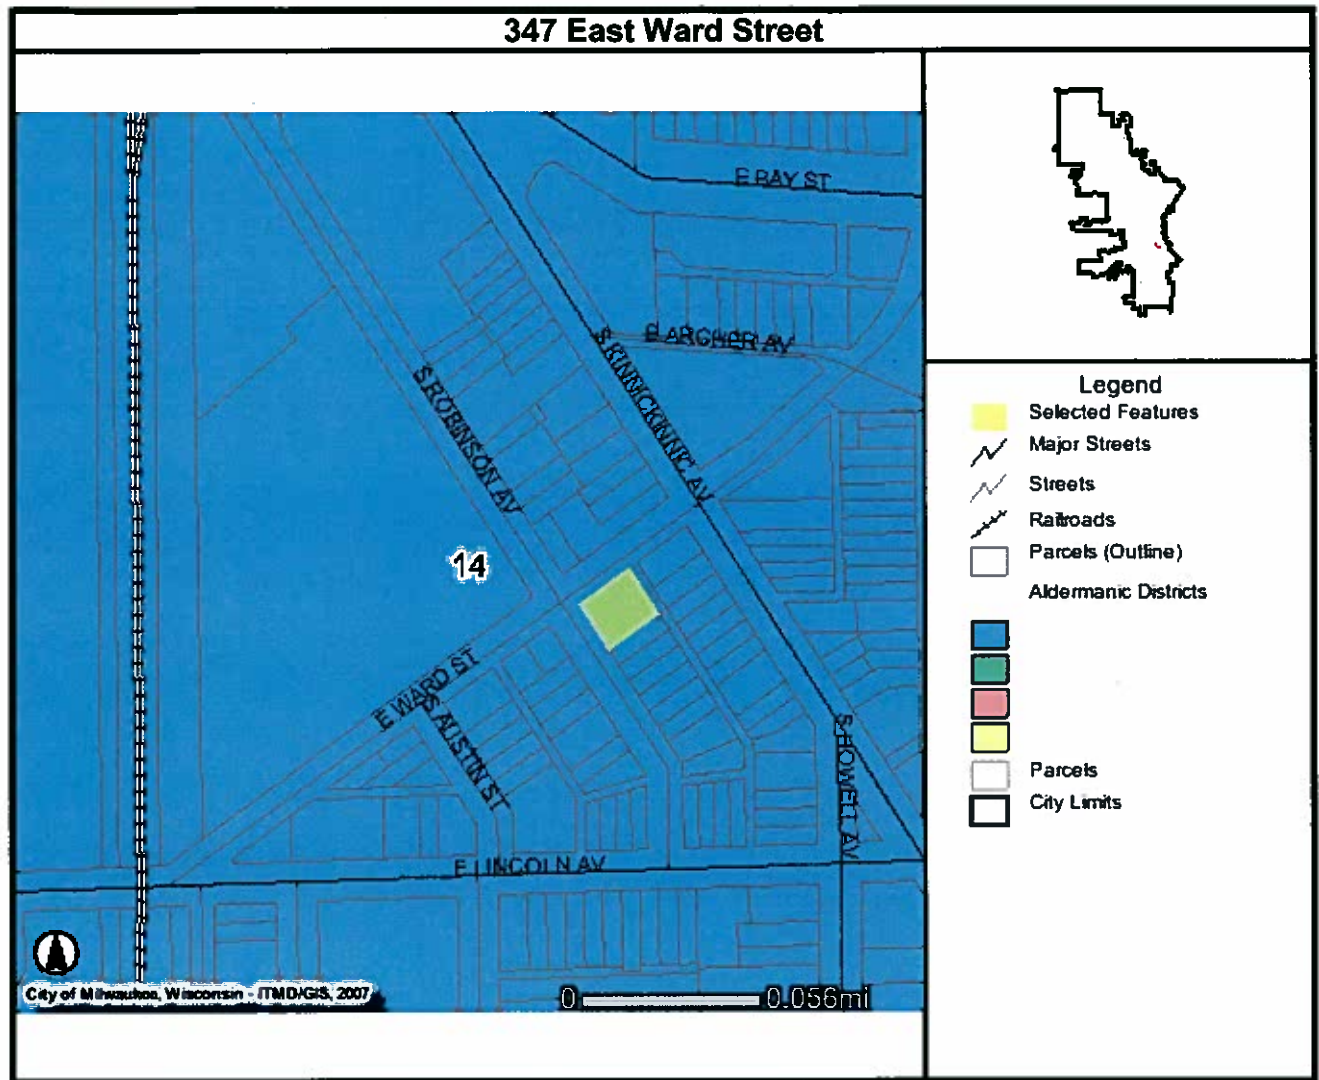 347 East Ward Street
E BAY ST
E ARCHER AV
S KINNICKINNIC AV
S ROBINSON AV
14
E WARD ST
S AUSTIN ST
S HOWELL AV
E LINCOLN AV
City of Milwaukee, Wisconsin - ITMD/GIS, 2007
0 0.056mi
Legend
Selected Features
Major Streets
Streets
Railroads
Parcels (Outline)
Aldermanic Districts
Parcels
City Limits